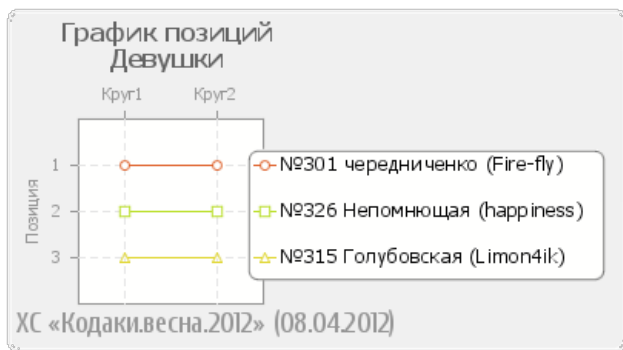 График позиций
Девушки
Круг1 Круг2
Позиция
1 №301 чередниченко (Fire-fly)
2 №326 Непомнющая (happiness)
3 №315 Голубовская (Limon4ik)
ХС «Кодаки.весна.2012» (08.04.2012)